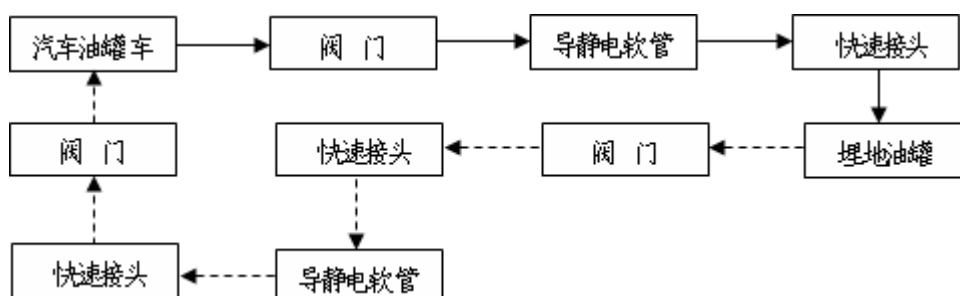 汽车油罐车
阀 门
导静电软管
快速接头
阀 门
快速接头
阀 门
埋地油罐
快速接头
导静电软管